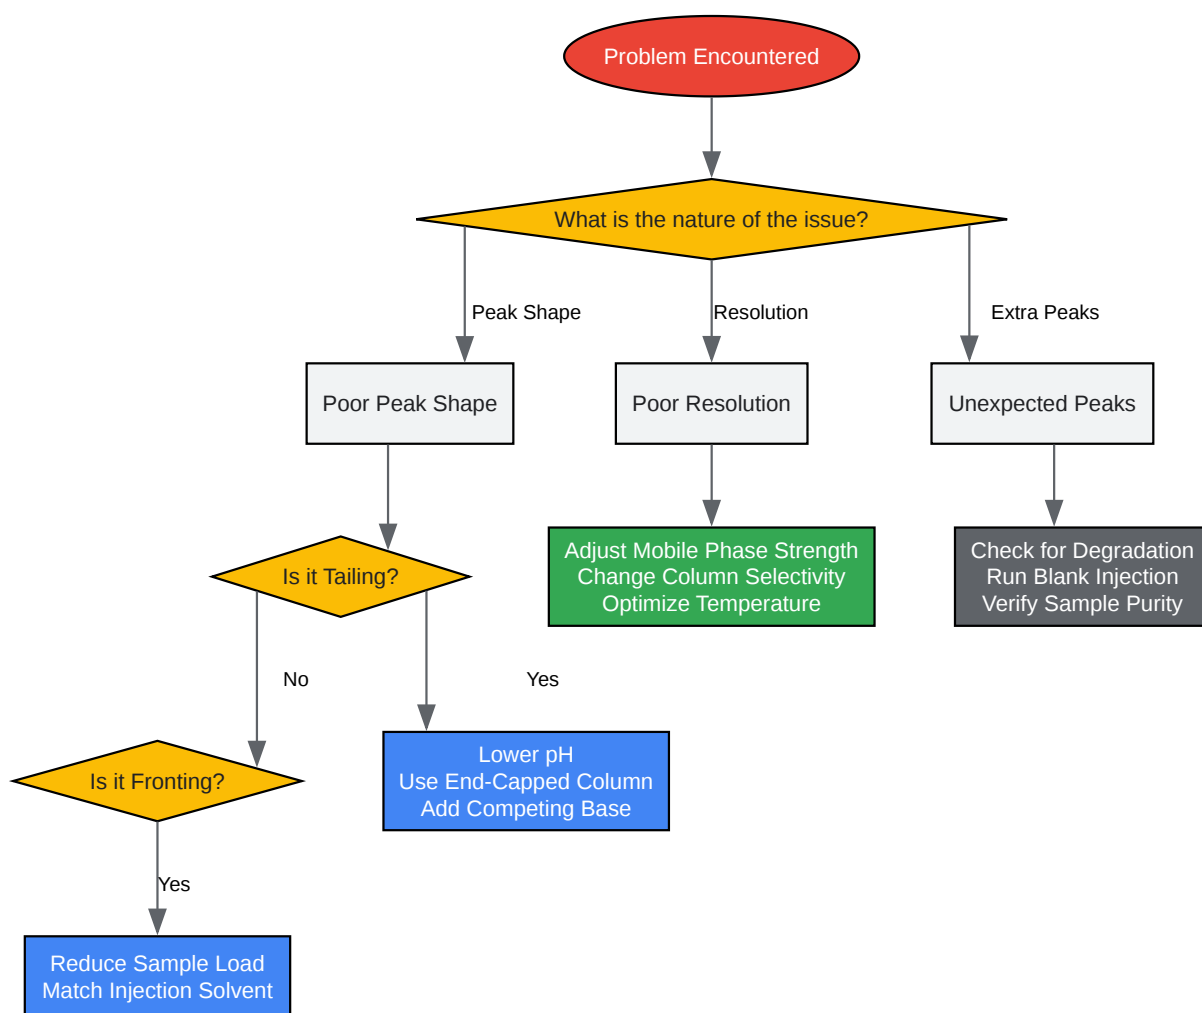 Problem Encountered
What is the nature of the issue?
Peak Shape
Resolution
Extra Peaks
Poor Peak Shape
Poor Resolution
Unexpected Peaks
Is it Tailing?
Adjust Mobile Phase Strength
Change Column Selectivity
Optimize Temperature
Check for Degradation
Run Blank Injection
Verify Sample Purity
No
Yes
Is it Fronting?
Lower pH
Use End-Capped Column
Add Competing Base
Yes
Reduce Sample Load
Match Injection Solvent